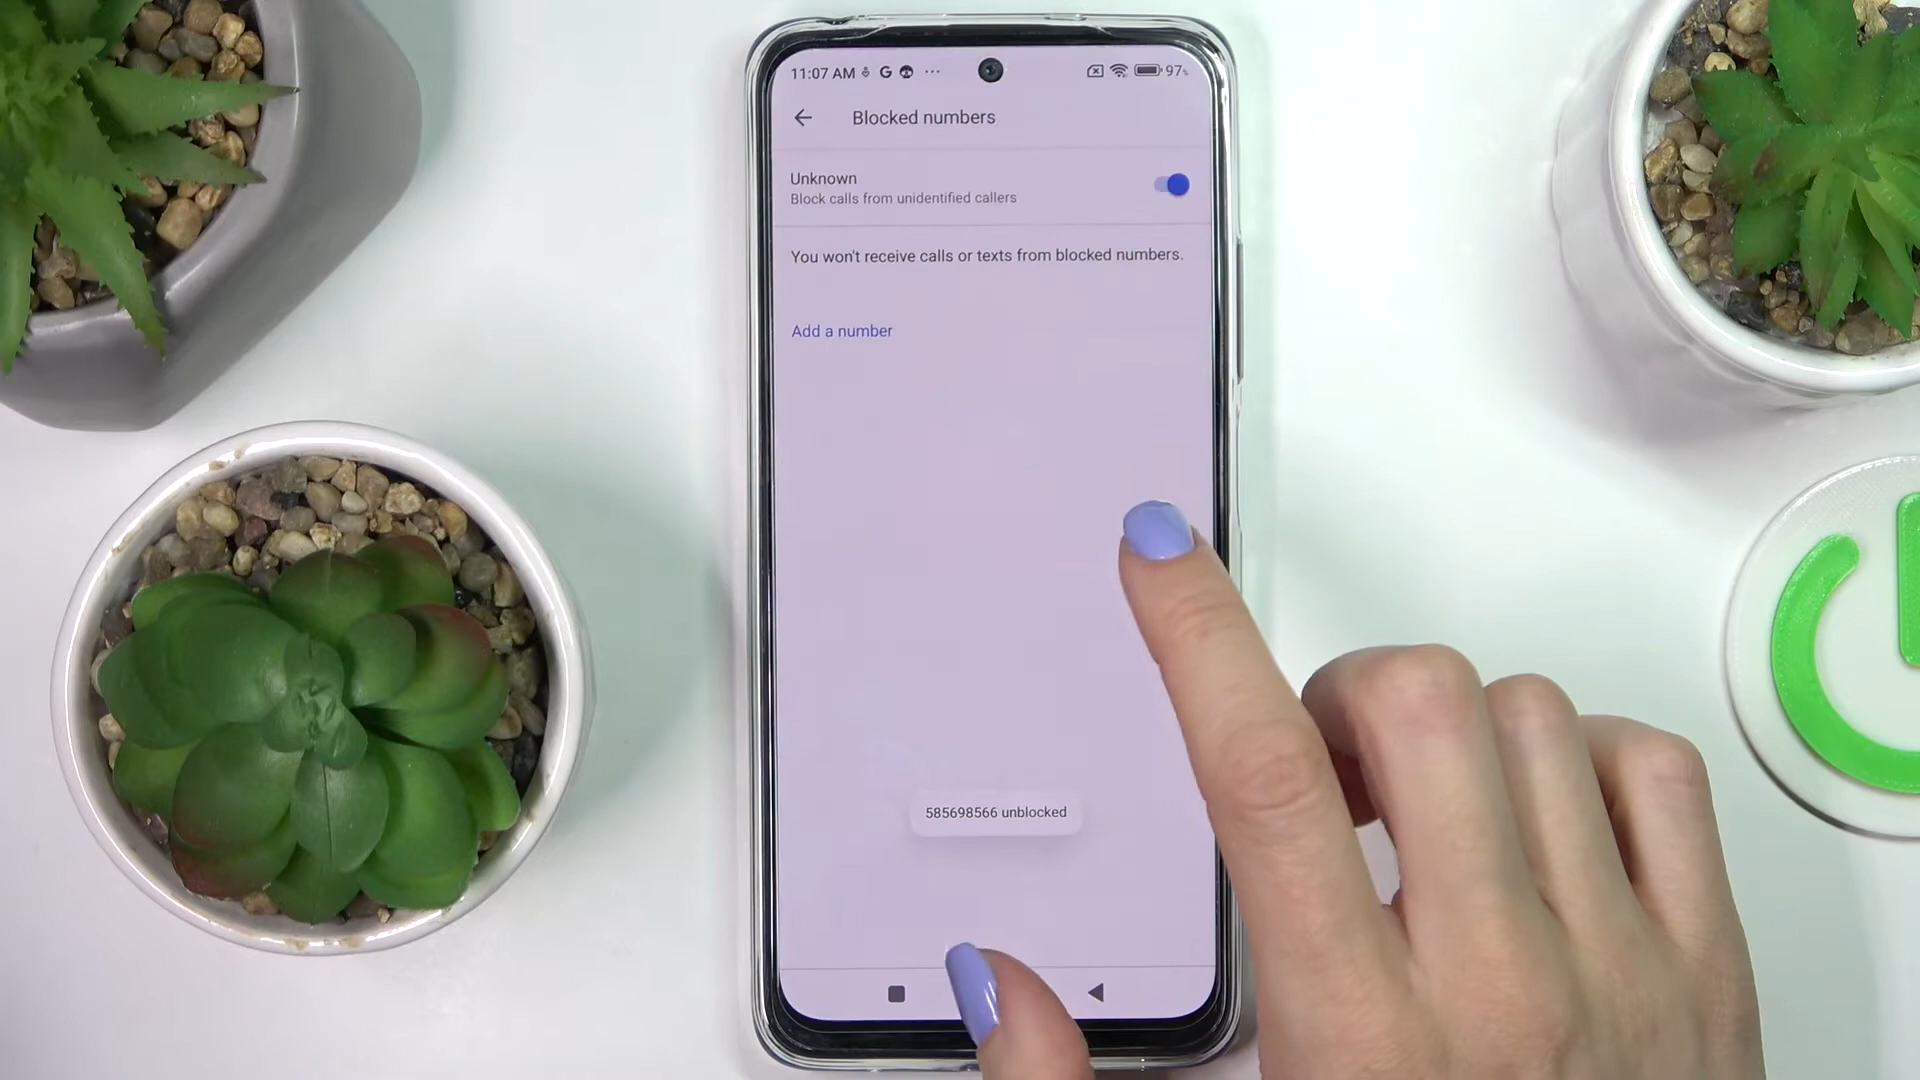 11:07 AM G ... 97%
Blocked numbers
Unknown
Block calls from unidentified callers
You won't receive calls or texts from blocked numbers.
Add a number
585698566 unblocked